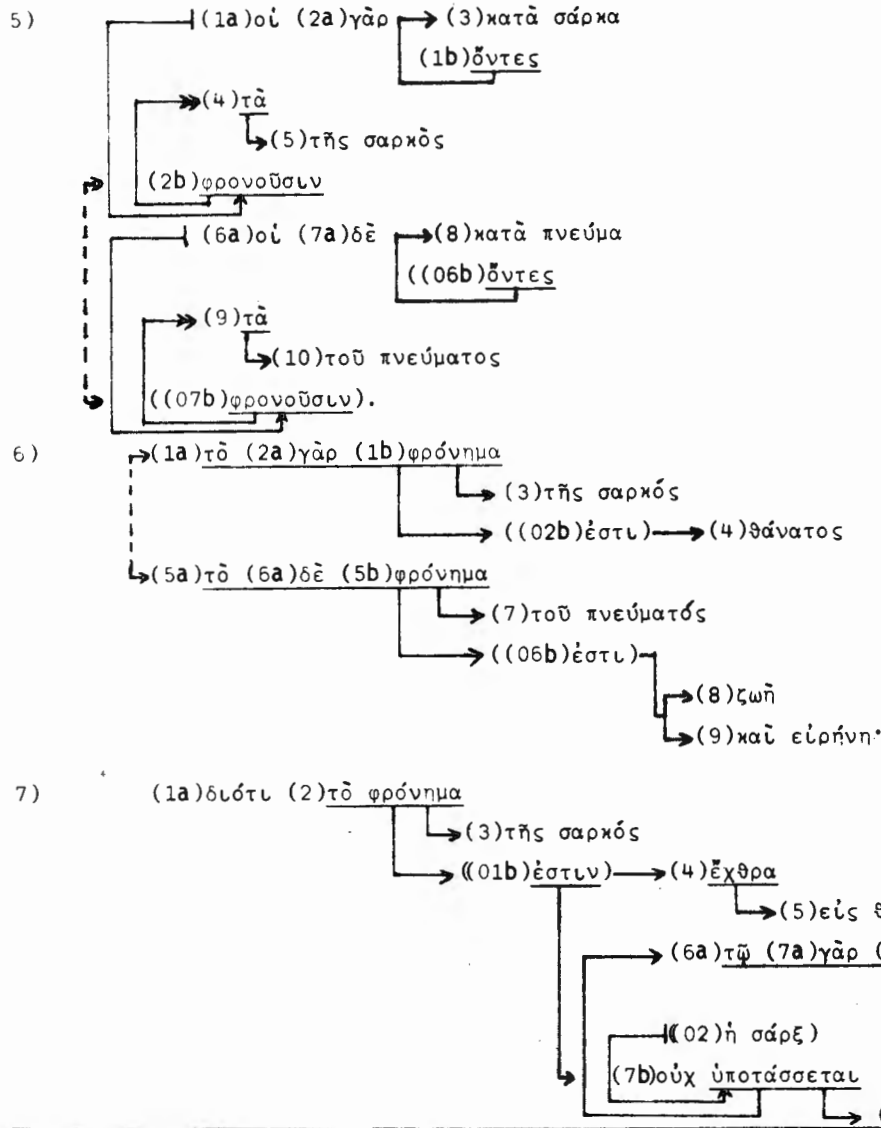 5) (1a)οἱ (2a)γὰρ (3)κατὰ σάρκα
(1b)ὄντες
(4)τὰ
(5)τῆς σαρκὸς
(2b)φρονοῦσιν
(6a)οἱ (7a)δὲ (8)κατὰ πνεύμα
((06b)ὄντες
(9)τὰ
(10)τοῦ πνεύματος
((07b)φρονοῦσιν).
6) (1a)τὸ (2a)γὰρ (1b)φρόνημα
(3)τῆς σαρκός
((02b)ἐστι) (4)θάνατος
(5a)τὸ (6a)δὲ (5b)φρόνημα
(7)τοῦ πνεύματός
((06b)ἐστι)
(8)ζωὴ
(9)καὶ εἰρήνη·
7) (1a)διότι (2)τὸ φρόνημα
(3)τῆς σαρκός
((01b)ἐστιν) (4)ἔχθρα
(5)εἰς
(6a)τῷ (7a)γὰρ (
((02)ἡ σάρξ)
(7b)οὐχ ὑποτάσσεται
(